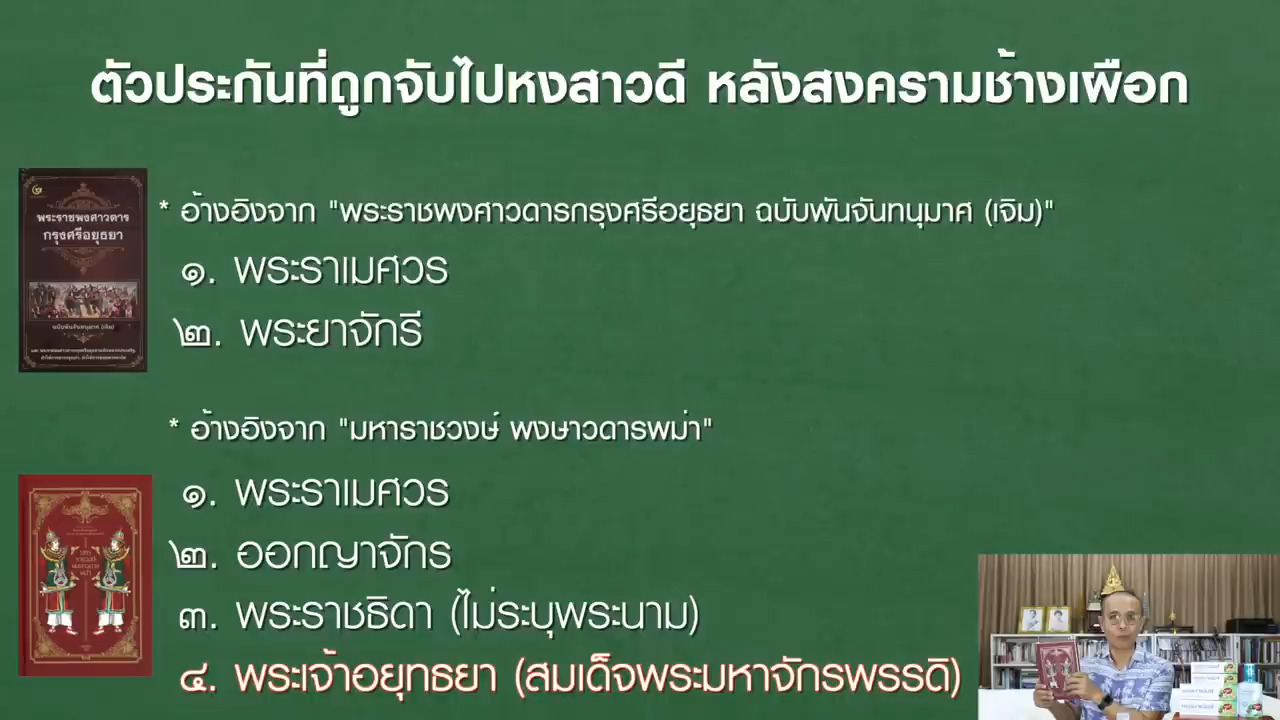 ตัวประกันที่ถูกจับไปหงสาวดี หลังสงครามช้างเผือก
พระราชพงศาวดาร
กรุงศรีอยุธยา
* อ้างอิงจาก "พระราชพงศาวดารกรุงศรีอยุธยา ฉบับพันจันทนุมาศ (เจิม)"
๑. พระราเมศวร
๒. พระยาจักรี
* อ้างอิงจาก "มหาราชวงษ์ พงษาวดารพม่า"
๑. พระราเมศวร
๒. ออกญาจักร
๓. พระราชธิดา (ไม่ระบุพระนาม)
๔. พระเจ้าอยุทธยา (สมเด็จพระมหาจักรพรรดิ)